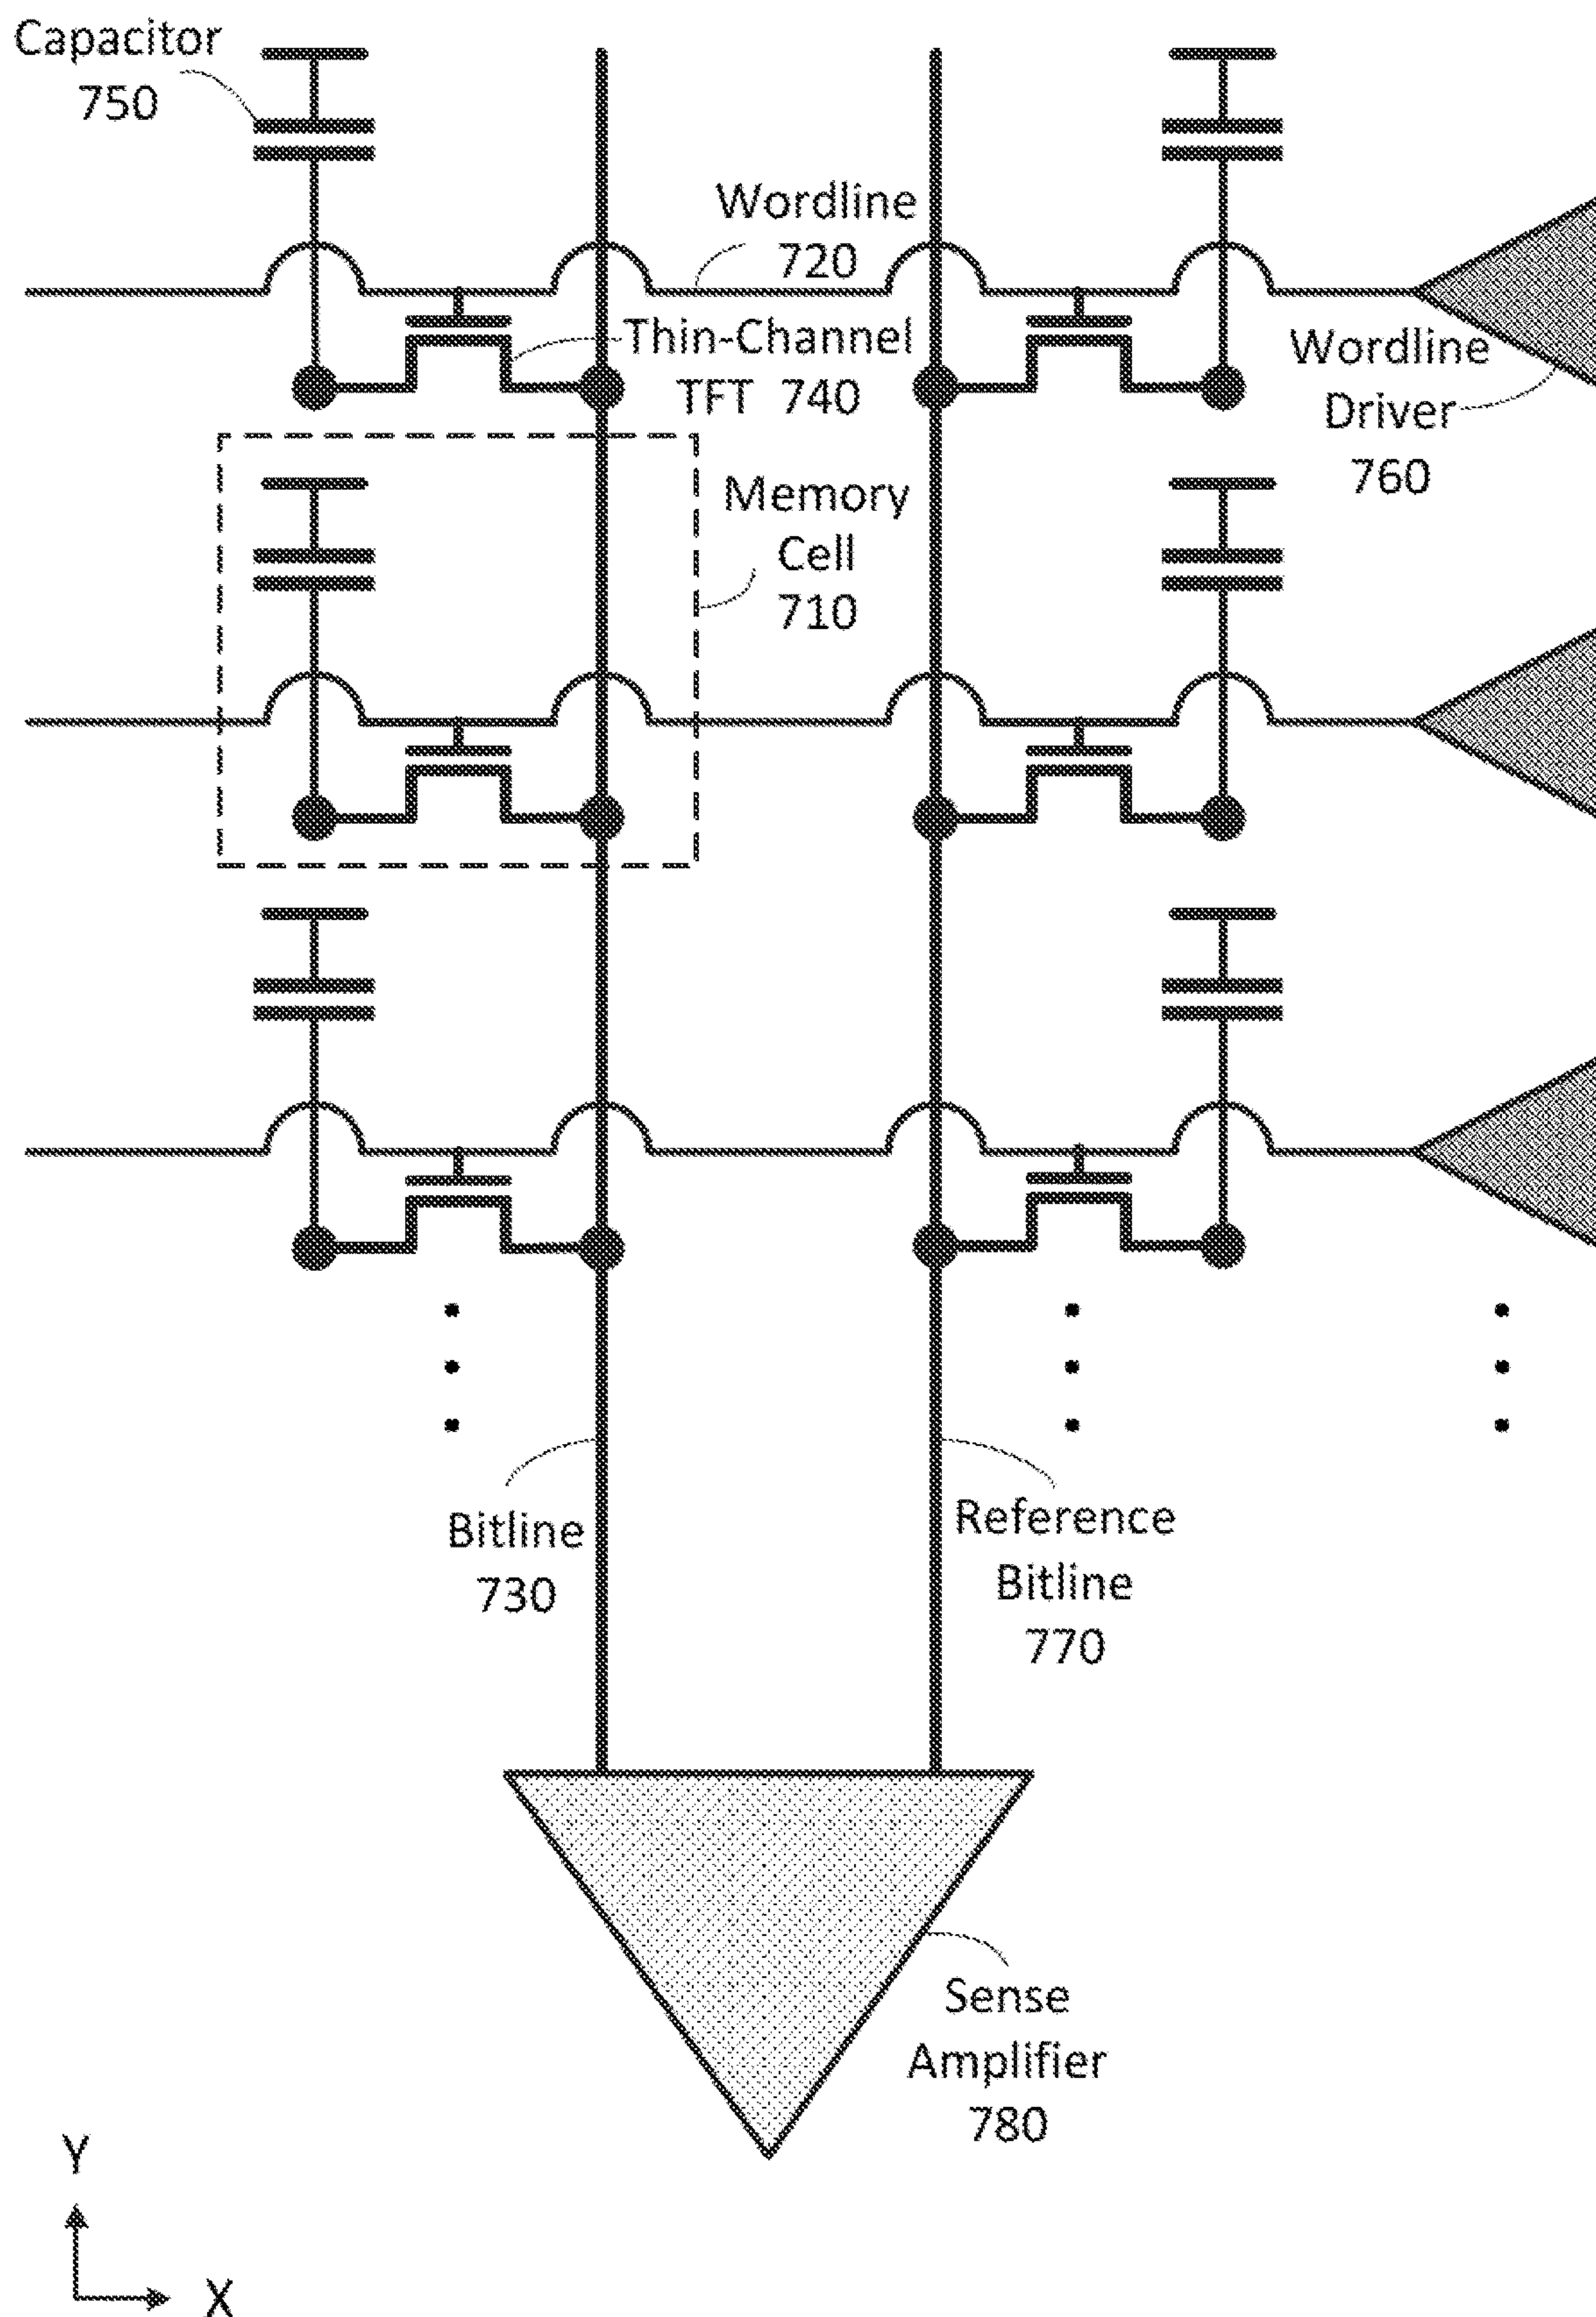 Capacitor
750
Wordline
720
Thin-Channel
TFT 740
Wordline
Driver
760
Memory
Cell
710
Bitline
730
Reference
Bitline
770
Sense
Amplifier
780
Y
X